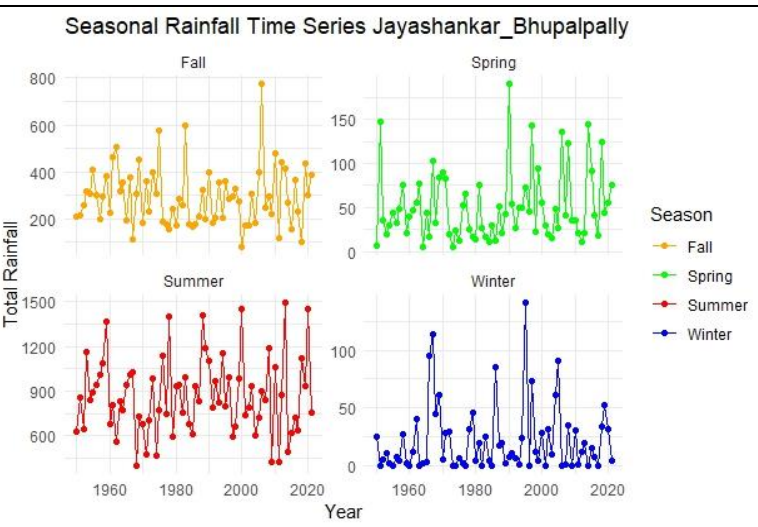 Seasonal Rainfall Time Series Jayashankar_Bhupalpally
Fall
Spring
800
600
400
200
150
100
50
0
Total Rainfall
Summer
Winter
1500
1200
900
600
100
50
0
1960 1980 2000 2020
1960 1980 2000 2020
Year
Season
Fall
Spring
Summer
Winter